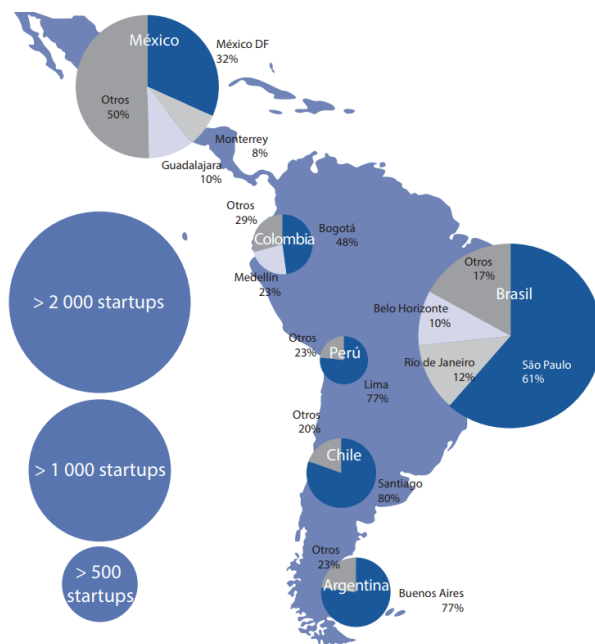 México
México DF
32%
Otros
50%
Monterrey
8%
Guadalajara
10%
Otros
29%
Colombia
Bogotá
48%
Medellín
23%
Otros
17%
Brasil
Belo Horizonte
10%
Río de Janeiro
12%
São Paulo
61%
> 2 000 startups
Otros
23%
Perú
Lima
77%
Otros
20%
Chile
Santiago
80%
> 1 000 startups
Otros
23%
Argentina
Buenos Aires
77%
> 500
startups